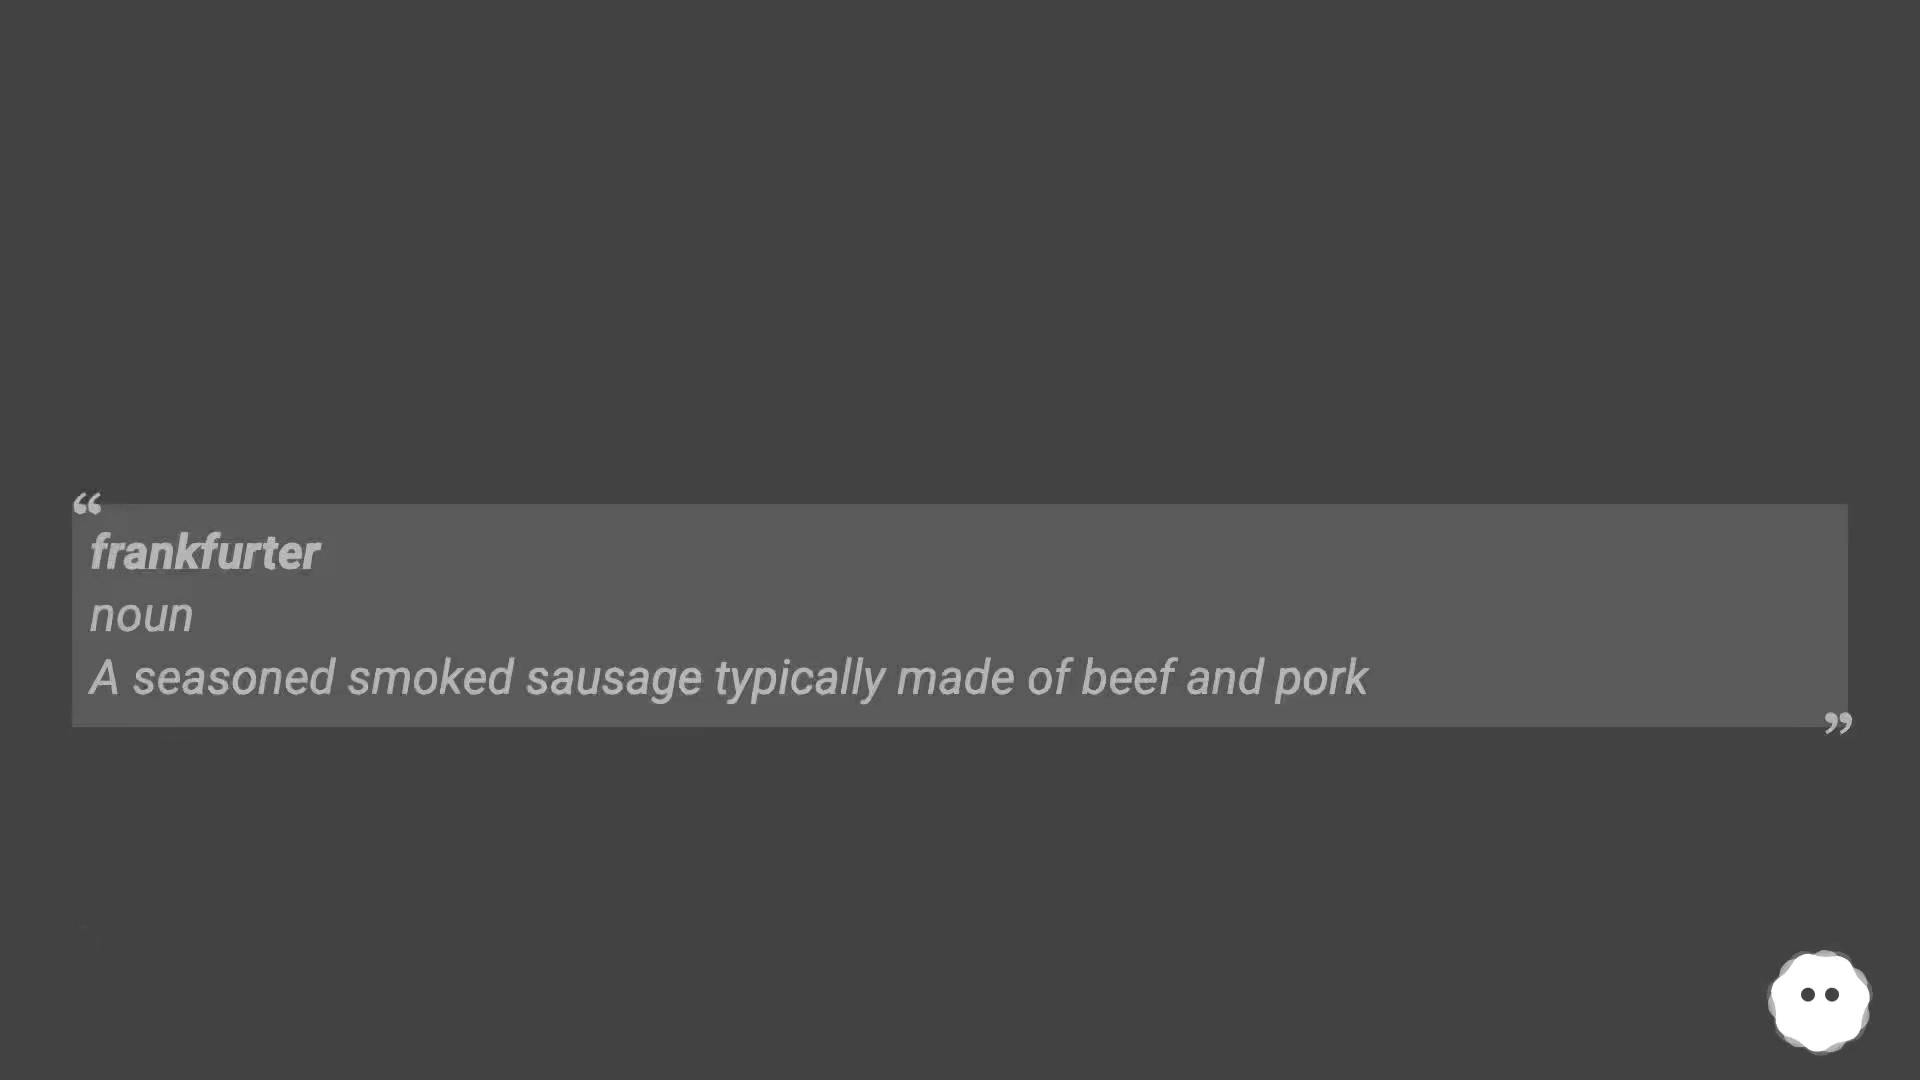 “
frankfurter
noun
A seasoned smoked sausage typically made of beef and pork
”